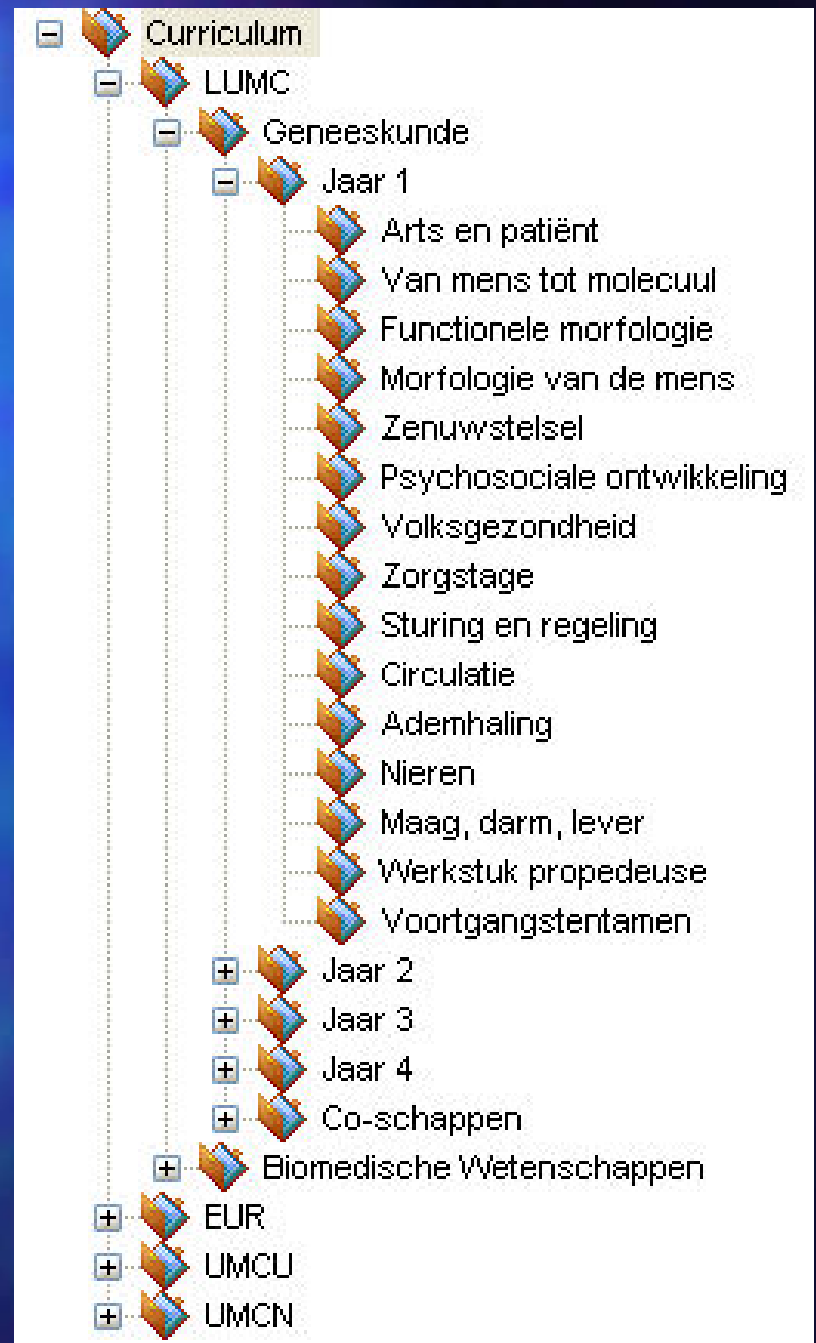 Curriculum
LUMC
Geneeskunde
Jaar 1
Arts en patiënt
Van mens tot molecuul
Functionele morfologie
Morfologie van de mens
Zenuwstelsel
Psychosociale ontwikkeling
Volksgezondheid
Zorgstage
Sturing en regeling
Circulatie
Ademhaling
Nieren
Maag, darm, lever
Werkstuk propedeuse
Voortgangstentamen
Jaar 2
Jaar 3
Jaar 4
Co-schappen
Biomedische Wetenschappen
EUR
UMCU
UMCN